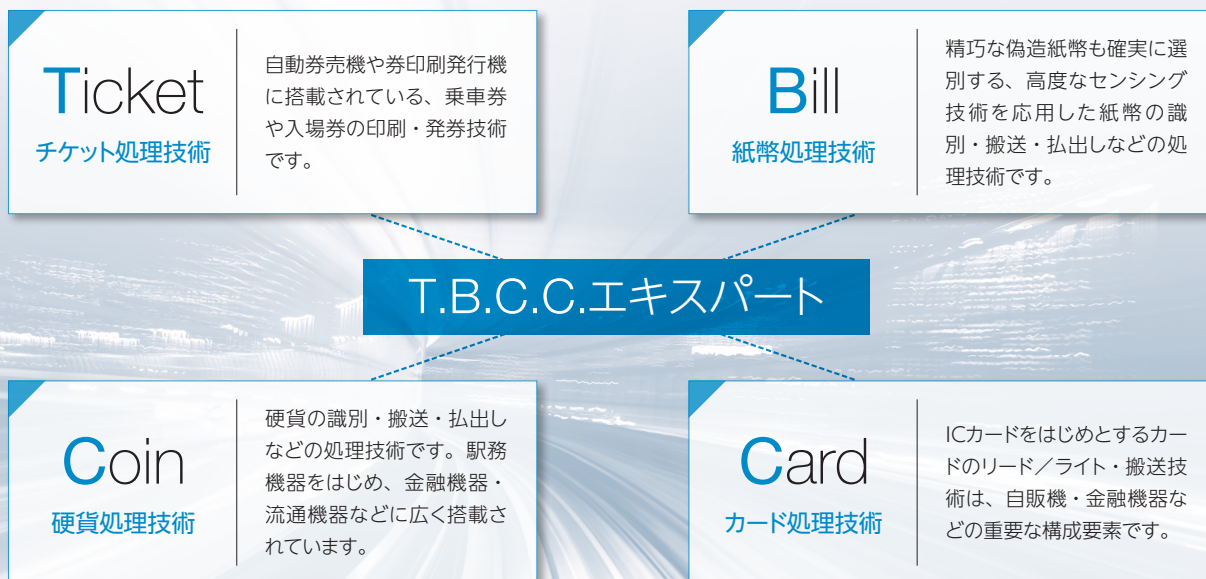 Ticket
チケット処理技術
自動券売機や券印刷発行機
に搭載されている、乗車券
や入場券の印刷・発券技術
です。
Bill
紙幣処理技術
精巧な偽造紙幣も確実に選
別する、高度なセンシング
技術を応用した紙幣の識
別・搬送・払出しなどの処
理技術です。
T.B.C.C.エキスパート
Coin
硬貨処理技術
硬貨の識別・搬送・払出し
などの処理技術です。駅務
機器をはじめ、金融機器・
流通機器などに広く搭載さ
れています。
Card
カード処理技術
ICカードをはじめとするカー
ドのリード／ライト・搬送技
術は、自販機・金融機器な
どの重要な構成要素です。